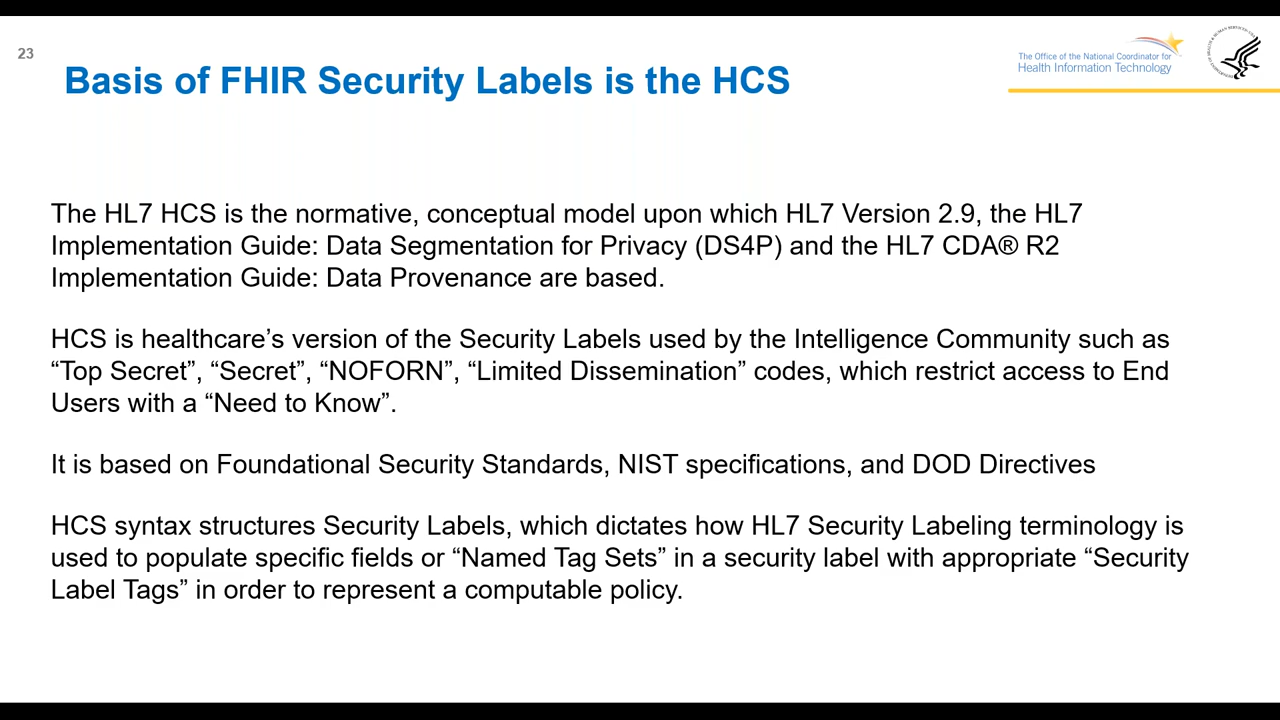 23
The Office of the National Coordinator for
Health Information Technology
Basis of FHIR Security Labels is the HCS
The HL7 HCS is the normative, conceptual model upon which HL7 Version 2.9, the HL7
Implementation Guide: Data Segmentation for Privacy (DS4P) and the HL7 CDA® R2
Implementation Guide: Data Provenance are based.
HCS is healthcare’s version of the Security Labels used by the Intelligence Community such as
“Top Secret”, “Secret”, “NOFORN”, “Limited Dissemination” codes, which restrict access to End
Users with a “Need to Know”.
It is based on Foundational Security Standards, NIST specifications, and DOD Directives
HCS syntax structures Security Labels, which dictates how HL7 Security Labeling terminology is
used to populate specific fields or “Named Tag Sets” in a security label with appropriate “Security
Label Tags” in order to represent a computable policy.